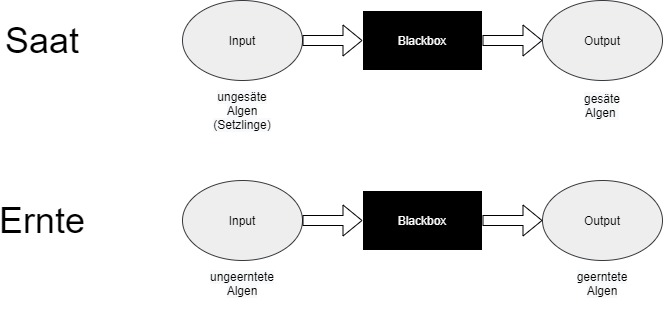 Saat
Input
Blackbox
Output
ungesäte
Algen
(Setzlinge)
gesäte
Algen
Ernte
Input
Blackbox
Output
ungeerntete
Algen
geerntete
Algen